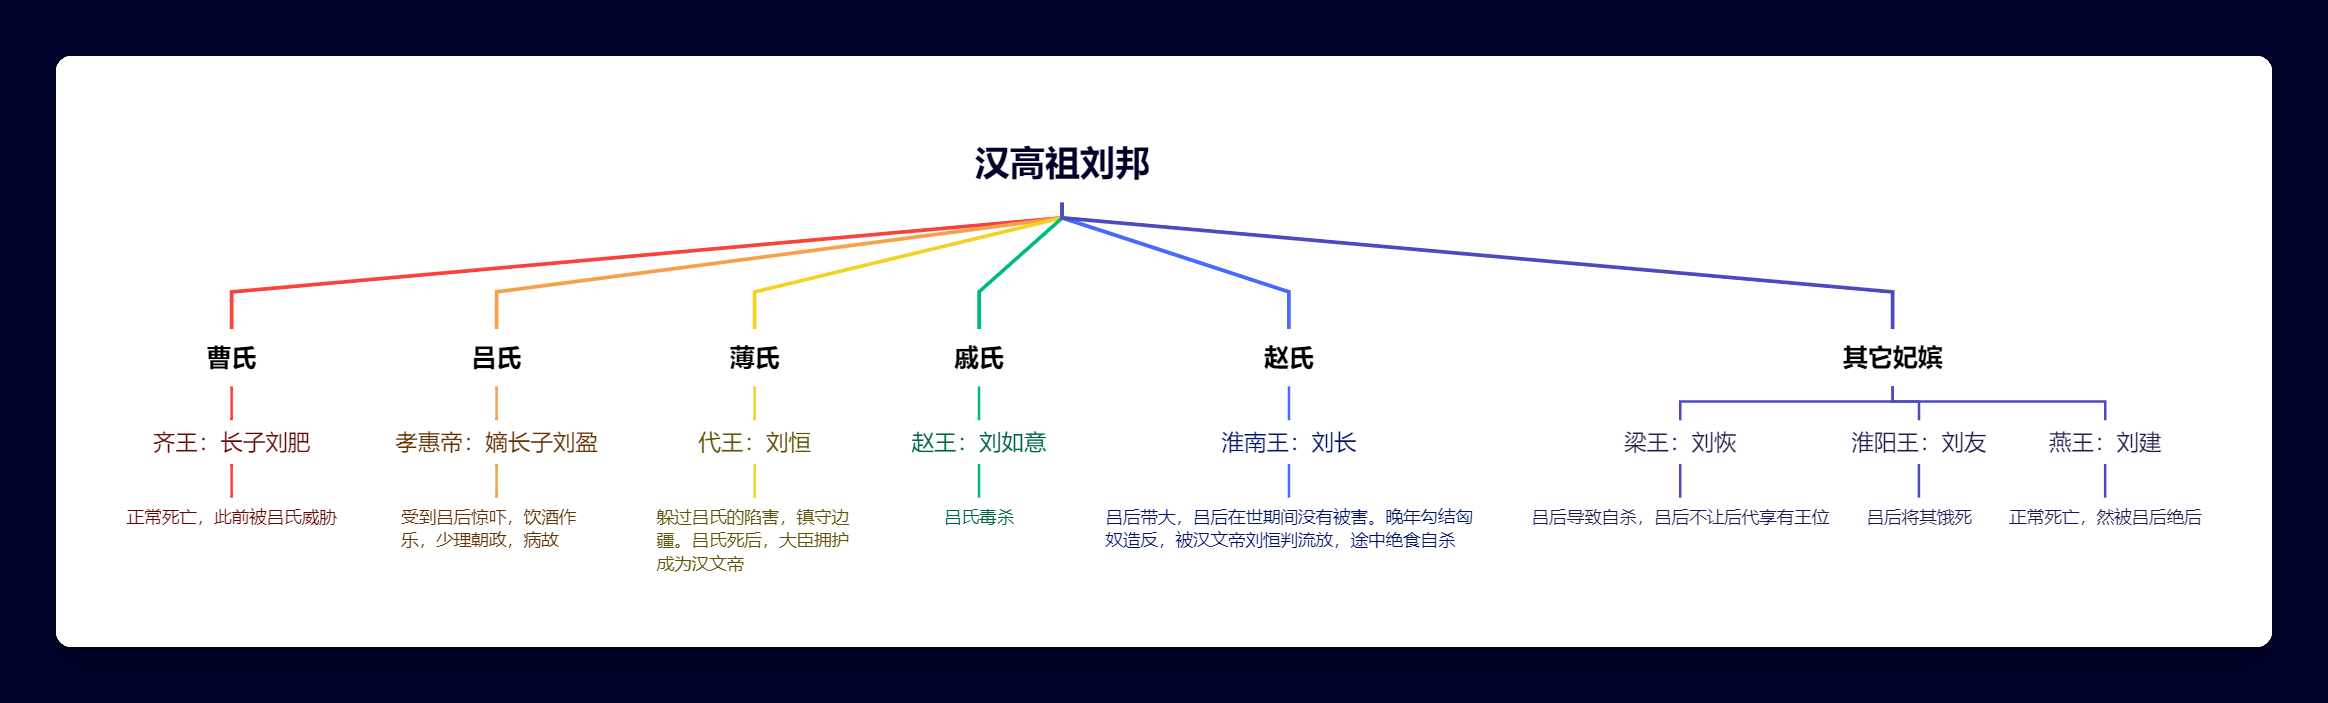 汉高祖刘邦
曹氏
吕氏
薄氏
戚氏
赵氏
其它妃嫔
齐王：长子刘肥
孝惠帝：嫡长子刘盈
代王：刘恒
赵王：刘如意
淮南王：刘长
梁王：刘恢
淮阳王：刘友
燕王：刘建
正常死亡，此前被吕氏威胁
受到吕后惊吓，饮酒作
乐，少理朝政，病故
躲过吕氏的陷害，镇守边
疆。吕氏死后，大臣拥护
成为汉文帝
吕氏毒杀
吕后带大，吕后在世期间没有被害。晚年勾结匈
奴造反，被汉文帝刘恒判流放，途中绝食自杀
吕后导致自杀，吕后不让后代享有王位
吕后将其饿死
正常死亡，然被吕后绝后